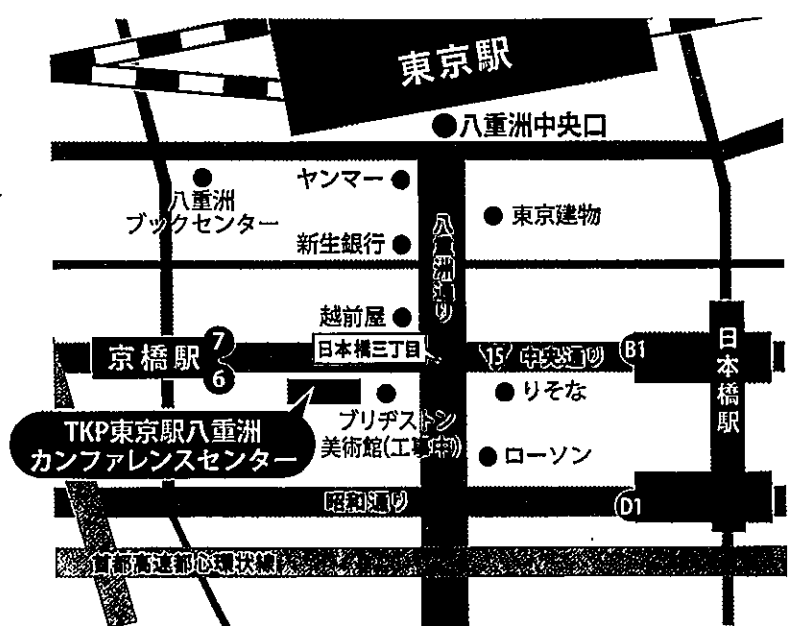 東京駅
八重洲中央口
ヤンマー
八重洲
ブックセンター
東京建物
新生銀行
八重洲通り
越前屋
日本橋三丁目
7
京橋駅
6
15
中央通り
B1
日本橋駅
りそな
ブリヂストン
美術館(工事中)
TKP東京駅八重洲
カンファレンスセンター
ローソン
昭和通り
D1
首都高速都心環状線